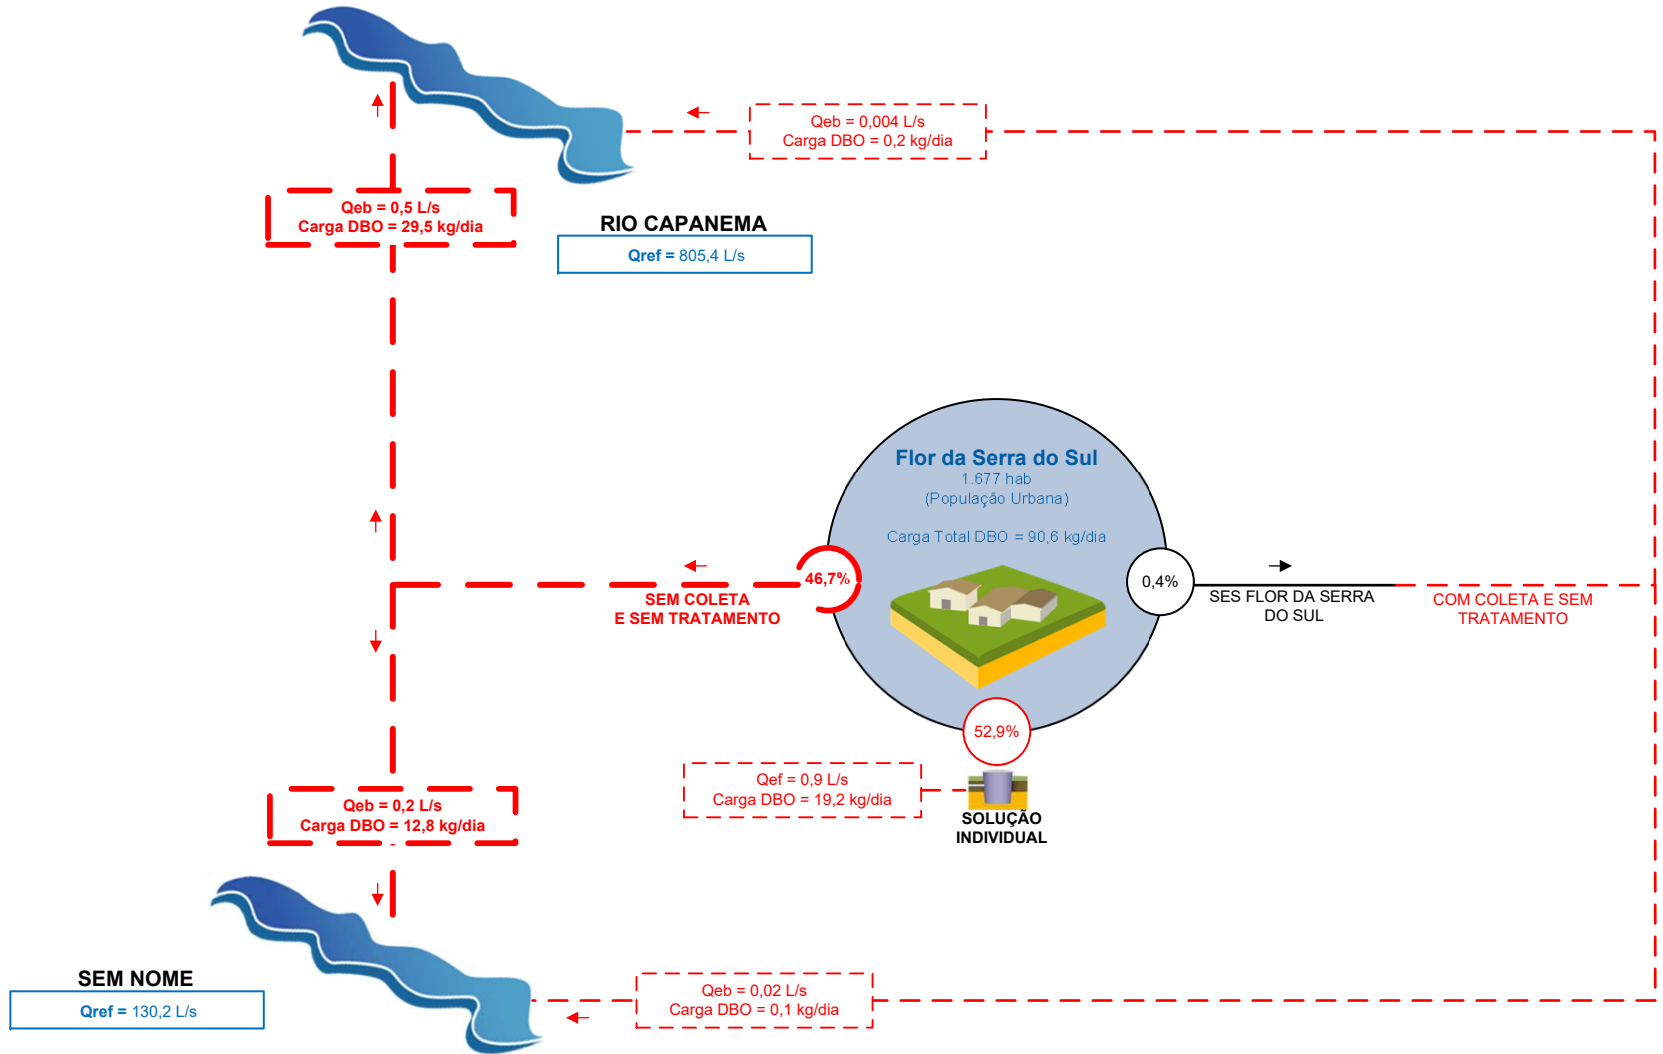 Qeb = 0,004 L/s
Carga DBO = 0,2 kg/dia
Qeb = 0,5 L/s
Carga DBO = 29,5 kg/dia
RIO CAPANEMA
Qref = 805,4 L/s
Flor da Serra do Sul
1.677 hab
(População Urbana)
Carga Total DBO = 90,6 kg/dia
46,7%
0,4%
SEM COLETA
E SEM TRATAMENTO
SES FLOR DA SERRA
DO SUL
COM COLETA E SEM
TRATAMENTO
52,9%
Qef = 0,9 L/s
Carga DBO = 19,2 kg/dia
SOLUÇÃO
INDIVIDUAL
Qeb = 0,2 L/s
Carga DBO = 12,8 kg/dia
SEM NOME
Qref = 130,2 L/s
Qeb = 0,02 L/s
Carga DBO = 0,1 kg/dia